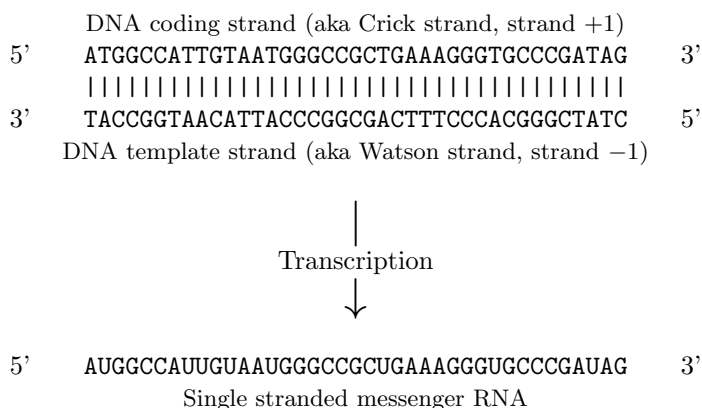 DNA coding strand (aka Crick strand, strand +1)
5’ ATGGCCATTGTAATGGGCCGCTGAAAGGGTGCCCGATAG 3’
|||||||||||||||||||||||||||||||||||||||
3’ TACCGGTAACATTACCCGGCGACTTTCCCACGGGCTATC 5’
DNA template strand (aka Watson strand, strand −1)
Transcription
5’ AUGGCCAUUGUAAUGGGCCGCUGAAAGGGUGCCCGAUAG 3’
Single stranded messenger RNA